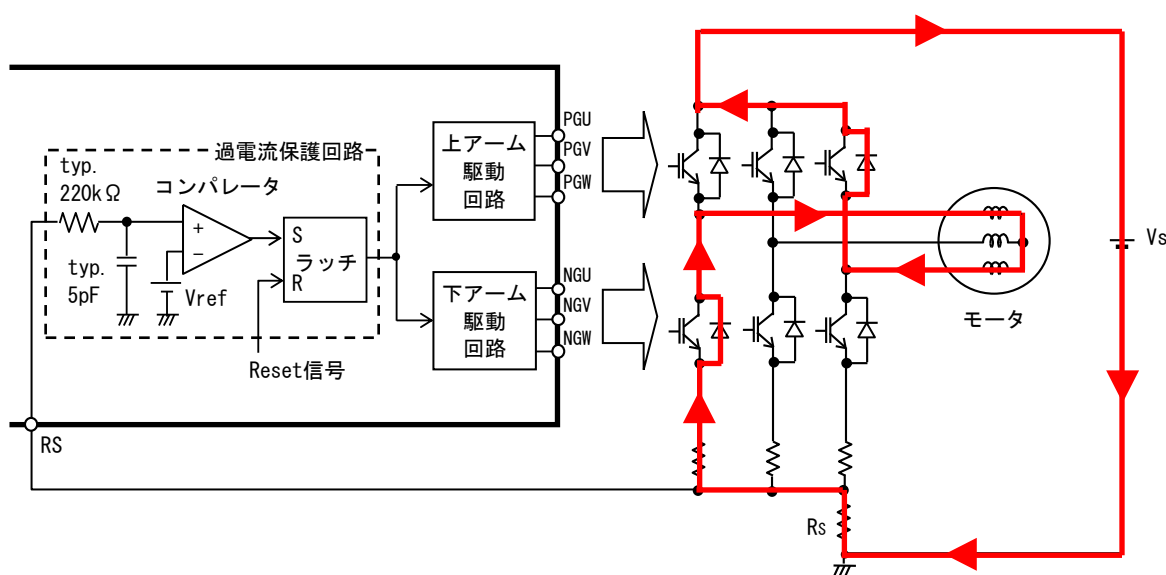 過電流保護回路
typ.
220kΩ
コンパレータ
+
−
typ.
5pF
Vref
S
ラッチ
R
Reset信号
上アーム
駆動
回路
下アーム
駆動
回路
PGU
PGV
PGW
NGU
NGV
NGW
RS
モータ
Vs
Rs